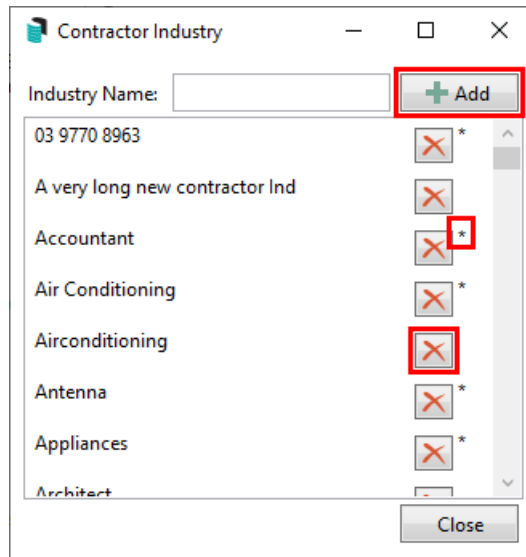 Contractor Industry
Industry Name:
Add
03 9770 8963 *
A very long new contractor Ind
Accountant *
Air Conditioning *
Airconditioning
Antenna *
Appliances *
Architect
Close